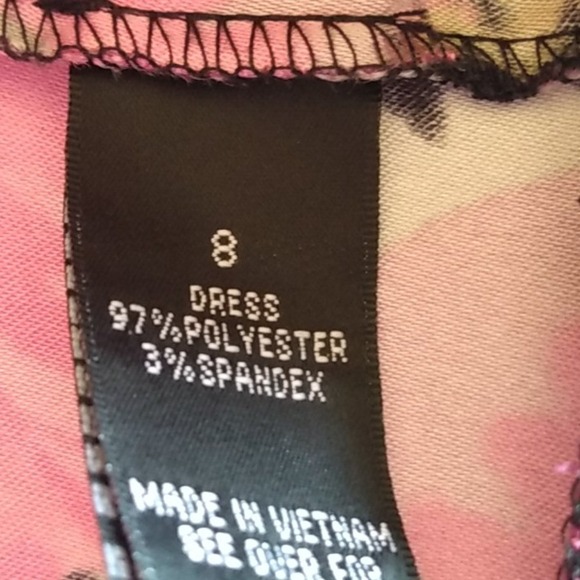 8
DRESS
97%POLYESTER
3%SPANDEX
MADE IN VIETNAM
SEE OVER FOR